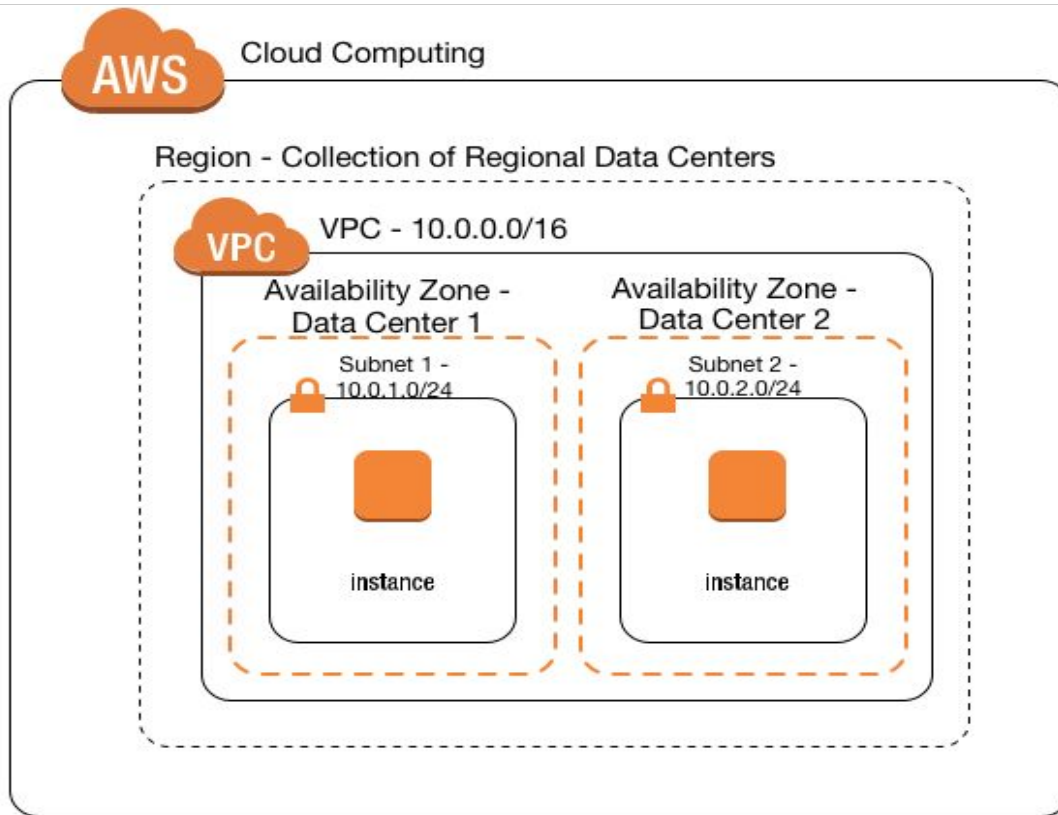 AWS
Cloud Computing
Region - Collection of Regional Data Centers
VPC
VPC - 10.0.0.0/16
Availability Zone -
Data Center 1
Subnet 1 -
10.0.1.0/24
instance
Availability Zone -
Data Center 2
Subnet 2 -
10.0.2.0/24
instance